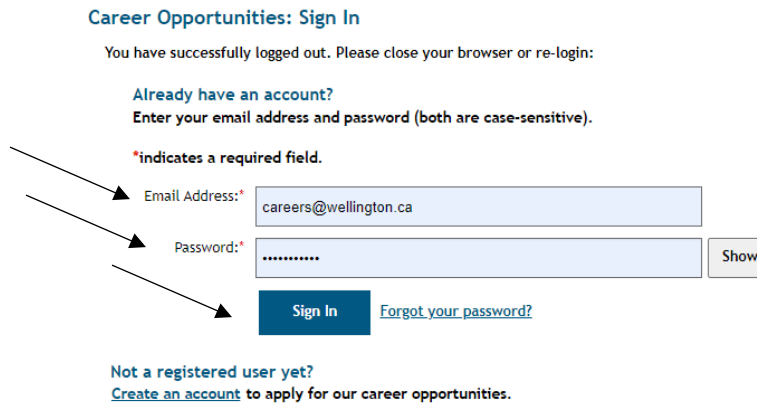 Career Opportunities: Sign In
You have successfully logged out. Please close your browser or re-login:
Already have an account?
Enter your email address and password (both are case-sensitive).
*indicates a required field.
Email Address:*
careers@wellington.ca
Password:*
•••••••••••
Show
Sign In Forgot your password?
Not a registered user yet?
Create an account to apply for our career opportunities.